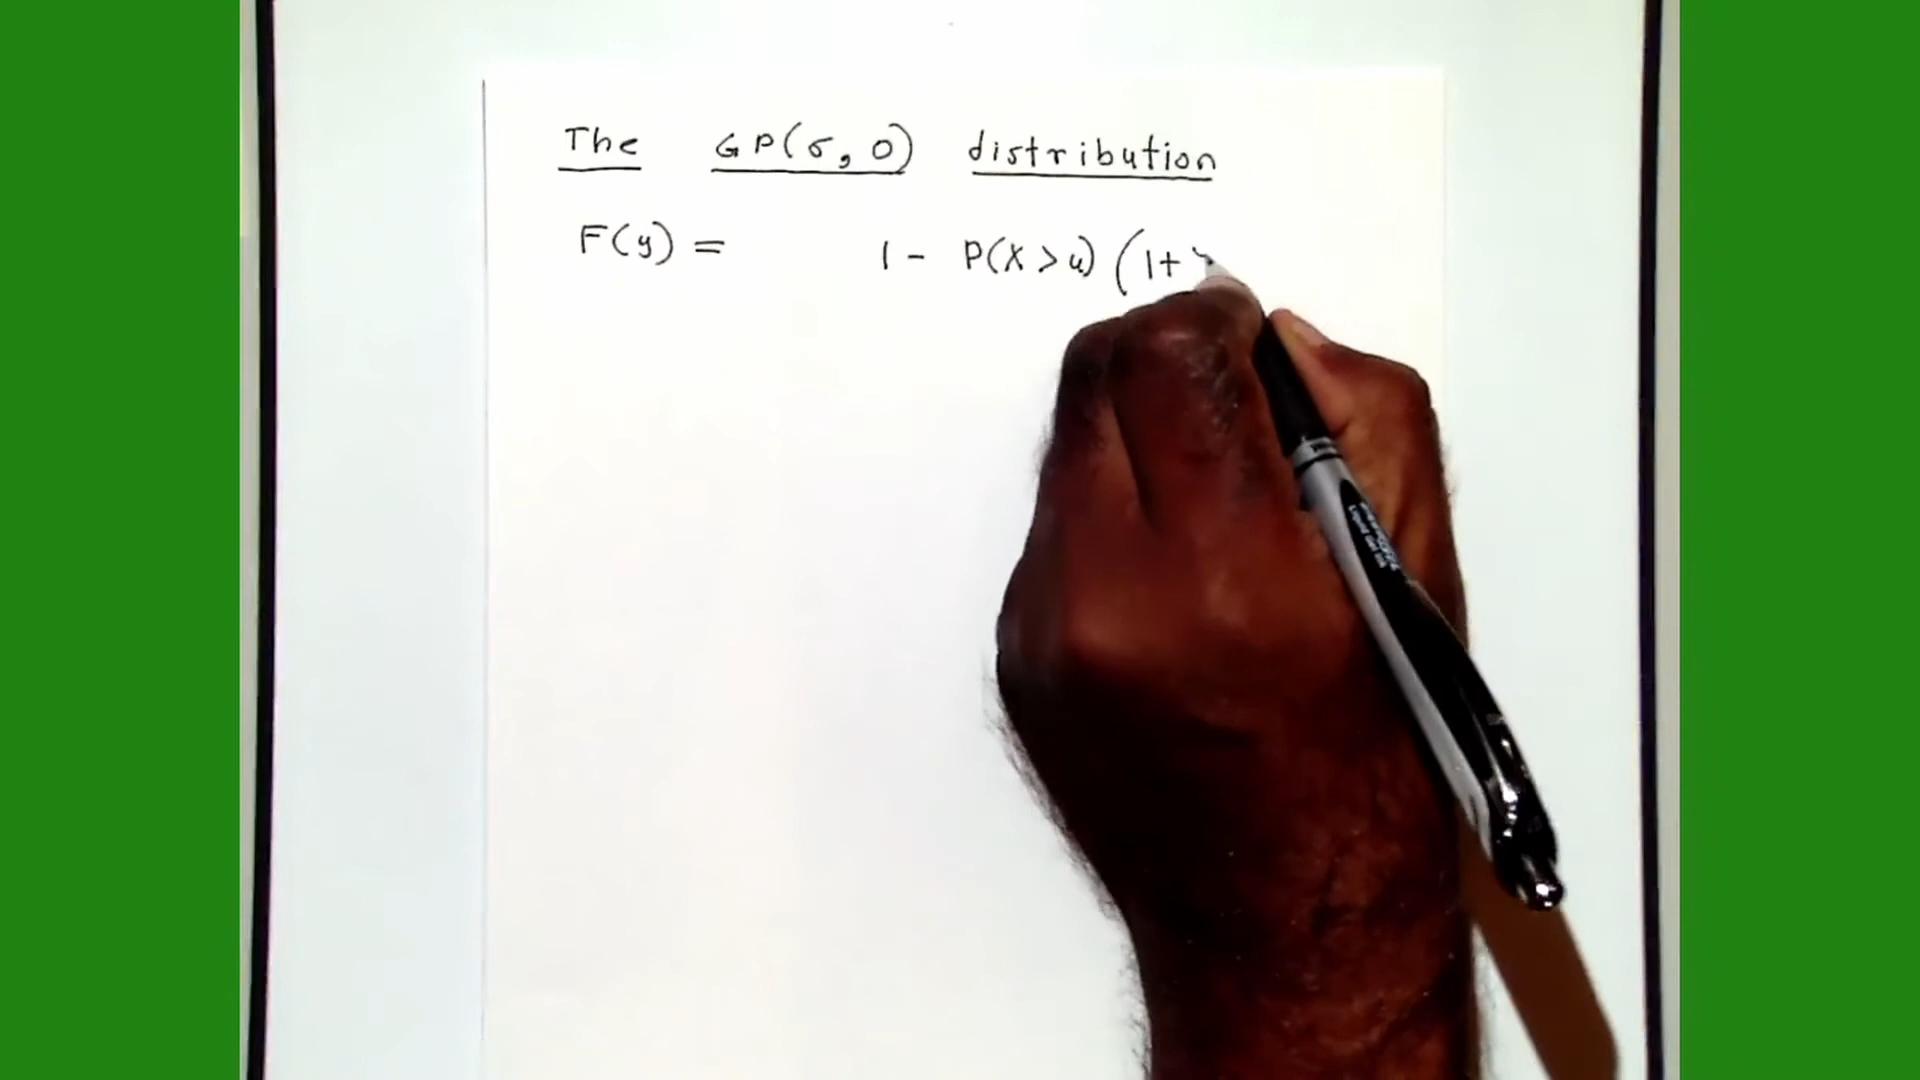 The GP(σ, 0) distribution
F(y) = 1 - P(X > u) (1 +